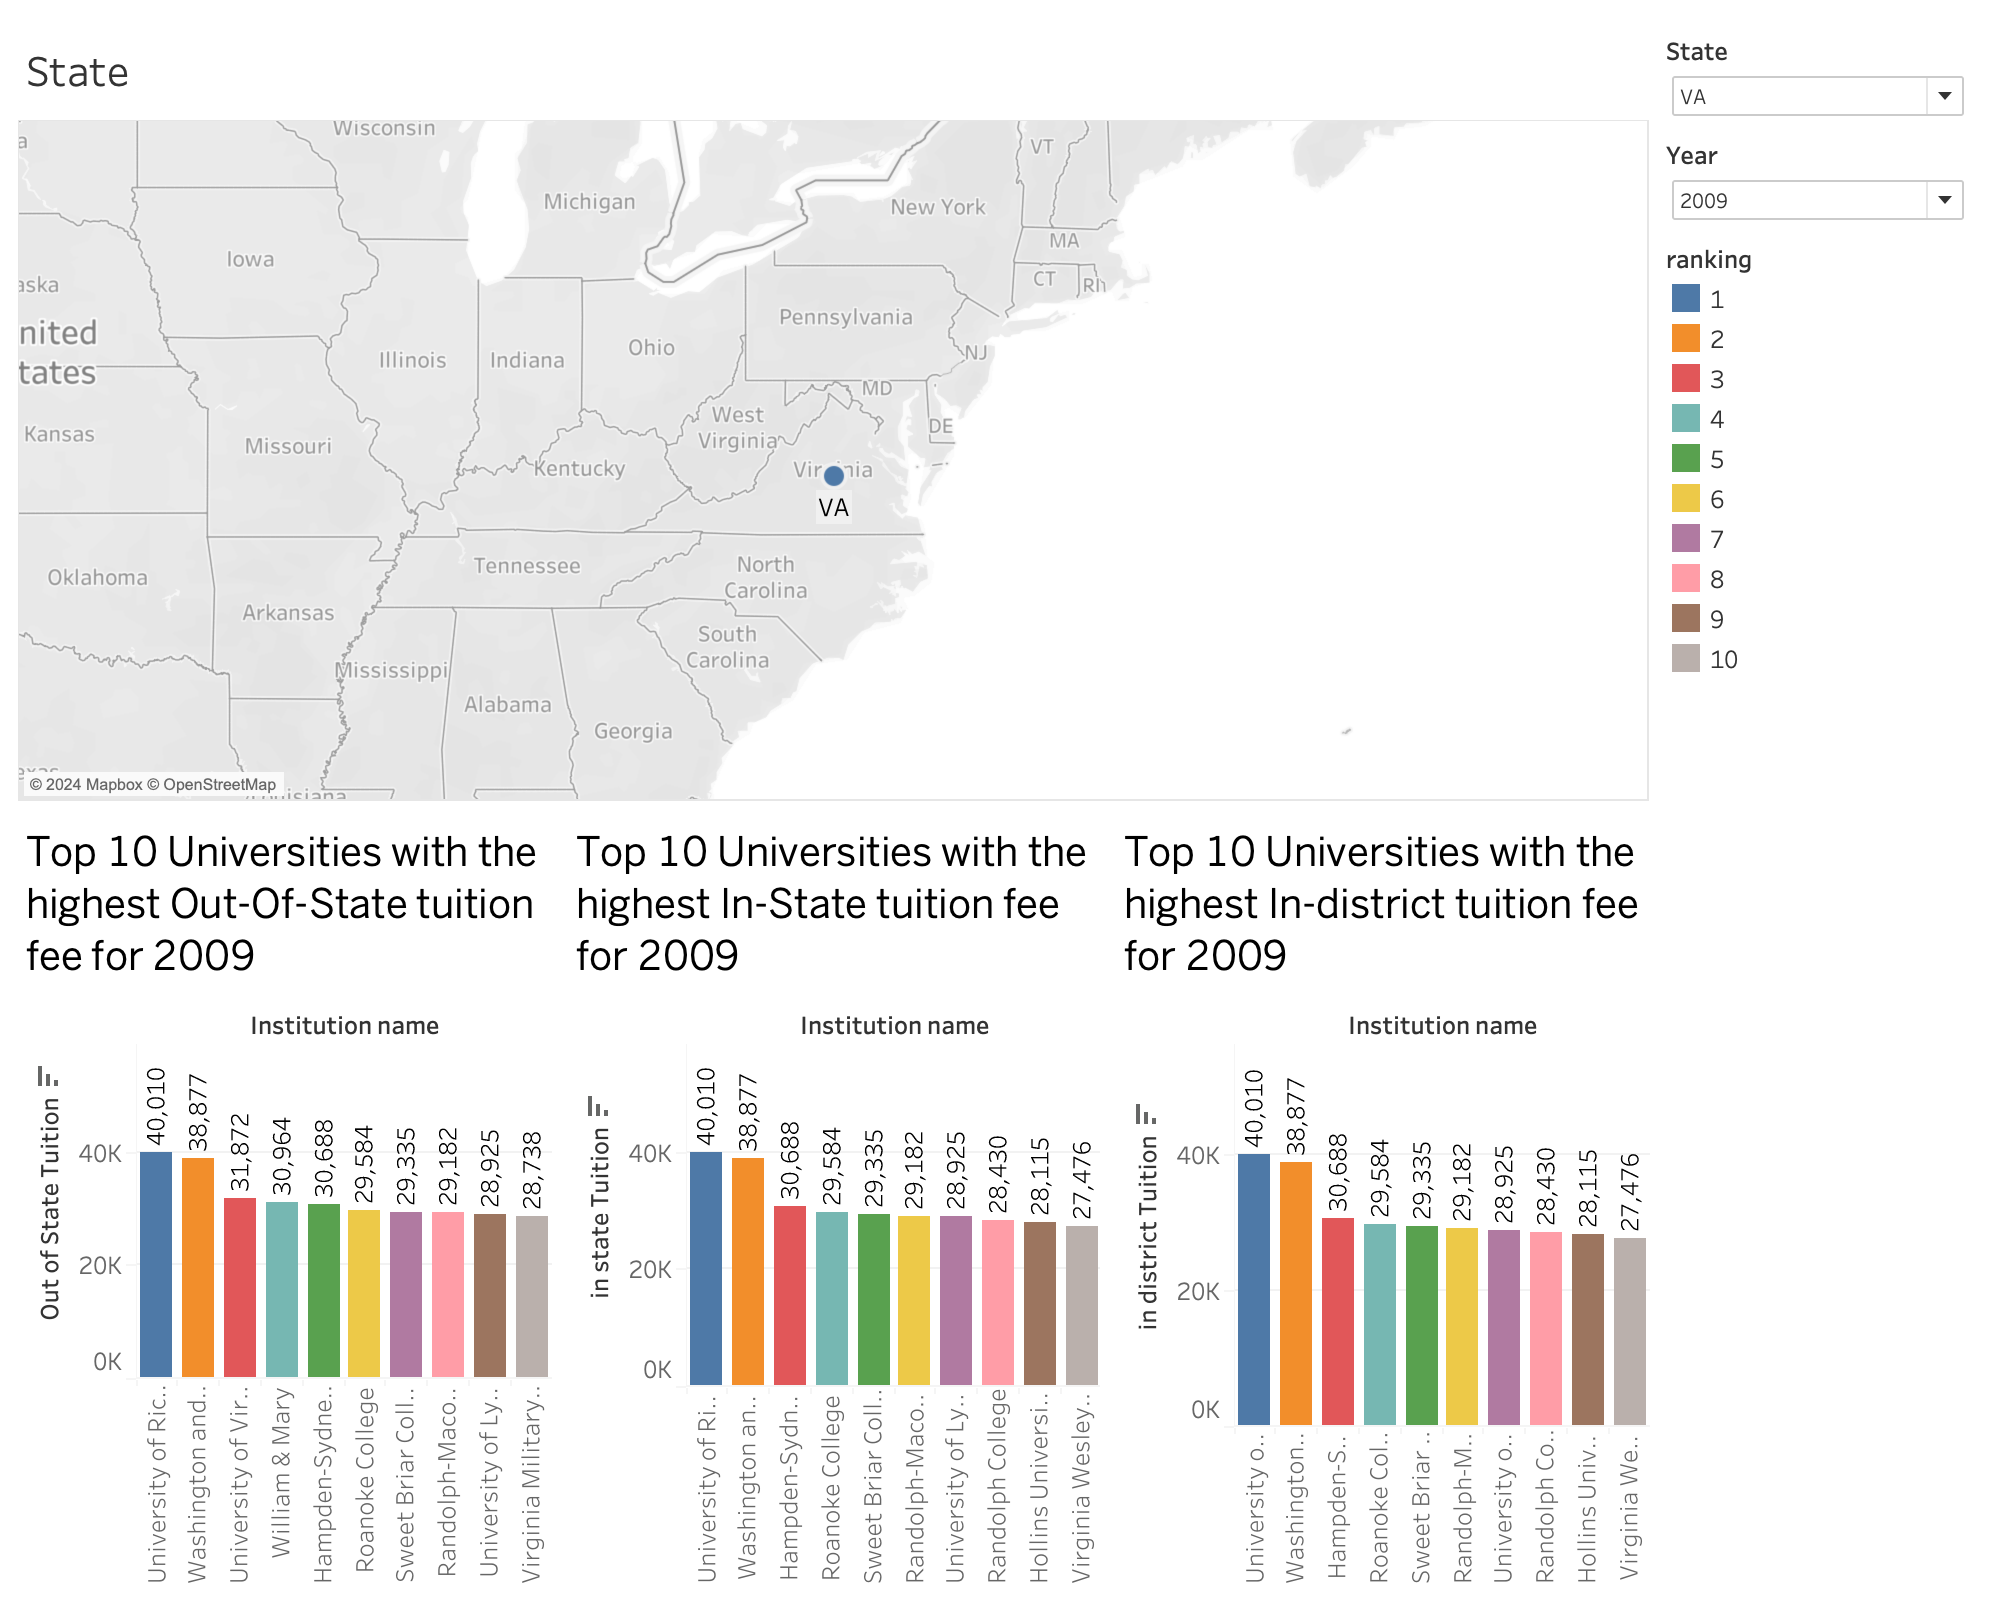 State
State
VA
Year
2009
ranking
1
2
3
4
5
6
7
8
9
10
Wisconsin
a
VT
Michigan
New York
MA
Iowa
CT
Rh
aska
Pennsylvania
nited
tates
Illinois
Indiana
Ohio
NJ
MD
West
Virginia
DE
Kansas
Missouri
Kentucky
Virginia
VA
Oklahoma
Tennessee
North
Carolina
Arkansas
South
Carolina
Mississippi
Alabama
Georgia
exas
Louisiana
© 2024 Mapbox © OpenStreetMap
Top 10 Universities with the
highest Out-Of-State tuition
fee for 2009
Institution name
Out of State Tuition
40K
20K
0K
40,010
38,877
31,872
30,964
30,688
29,584
29,335
29,182
28,925
28,738
University of Ric..
Washington and..
University of Vir..
William & Mary
Hampden-Sydne..
Roanoke College
Sweet Briar Coll..
Randolph-Maco..
University of Ly..
Virginia Military..
Top 10 Universities with the
highest In-State tuition fee
for 2009
Institution name
in state Tuition
40K
20K
0K
40,010
38,877
30,688
29,584
29,335
29,182
28,925
28,430
28,115
27,476
University of Ri..
Washington an..
Hampden-Sydn..
Roanoke College
Sweet Briar Coll..
Randolph-Maco..
University of Ly..
Randolph College
Hollins Universi..
Virginia Wesley..
Top 10 Universities with the
highest In-district tuition fee
for 2009
Institution name
in district Tuition
40K
20K
0K
40,010
38,877
30,688
29,584
29,335
29,182
28,925
28,430
28,115
27,476
University o..
Washington..
Hampden-S..
Roanoke Col..
Sweet Briar ..
Randolph-M..
University o..
Randolph Co..
Hollins Univ..
Virginia We..